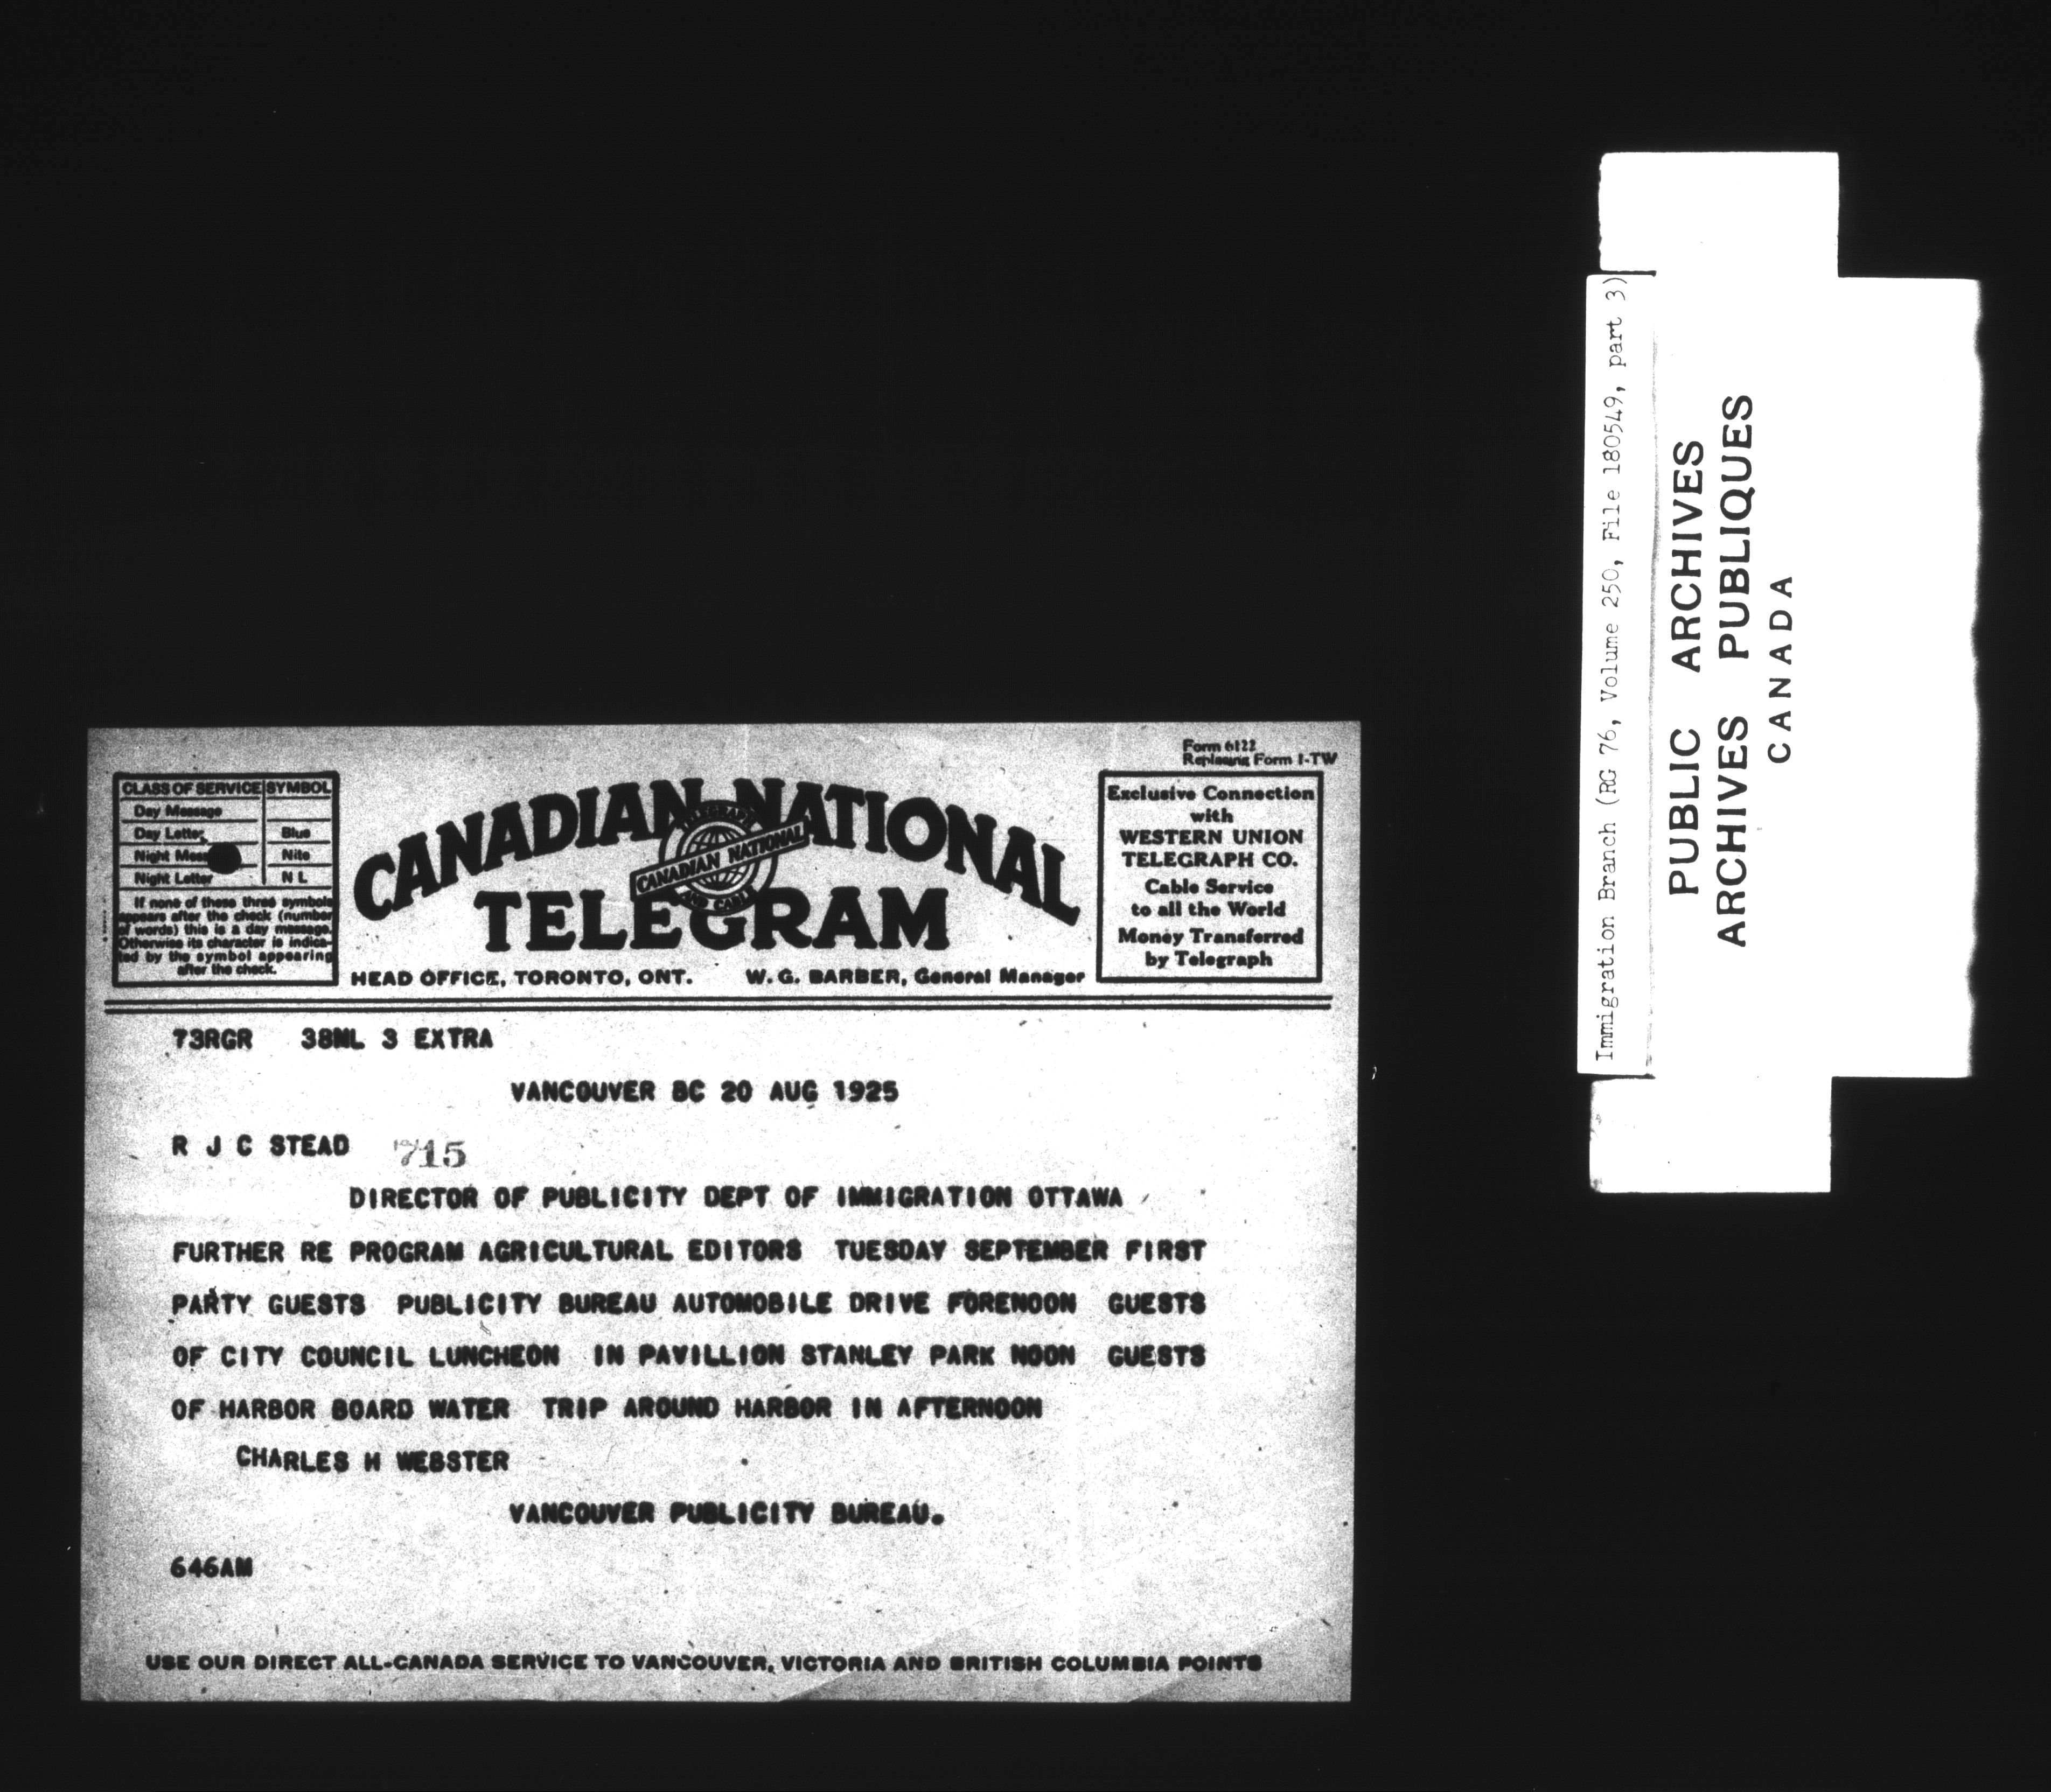 Form 6122
Replacing Form 1-TW
CLASS OF SERVICE SYMBOL
Day Message
Day Letter Blue
Night Nite
Night Letter N L
If none of these three symbols
appears after the check (number
of words) this is a day message.
Otherwise its character is indica-
ted by the symbol appearing
after the check.
CANADIAN NATIONAL
TELEGRAPH
CANADIAN NATIONAL
AND CABLE
TELEGRAM
HEAD OFFICE, TORONTO, ONT. W. G. BARBER, General Manager
Exclusive Connection
with
WESTERN UNION
TELEGRAPH CO.
Cable Service
to all the World
Money Transferred
by Telegraph
73RGR 38NL 3 EXTRA
VANCOUVER BC 20 AUG 1925
R J C STEAD 715
DIRECTOR OF PUBLICITY DEPT OF IMMIGRATION OTTAWA
FURTHER RE PROGRAM AGRICULTURAL EDITORS TUESDAY SEPTEMBER FIRST
PARTY GUESTS PUBLICITY BUREAU AUTOMOBILE DRIVE FORENOON GUESTS
OF CITY COUNCIL LUNCHEON IN PAVILLION STANLEY PARK NOON GUESTS
OF HARBOR BOARD WATER TRIP AROUND HARBOR IN AFTERNOON
CHARLES H WEBSTER
VANCOUVER PUBLICITY BUREAU.
646AM
USE OUR DIRECT ALL-CANADA SERVICE TO VANCOUVER, VICTORIA AND BRITISH COLUMBIA POINTS
Immigration Branch (RG 76, Volume 250, File 180549, part 3)
PUBLIC ARCHIVES
ARCHIVES PUBLIQUES
CANADA